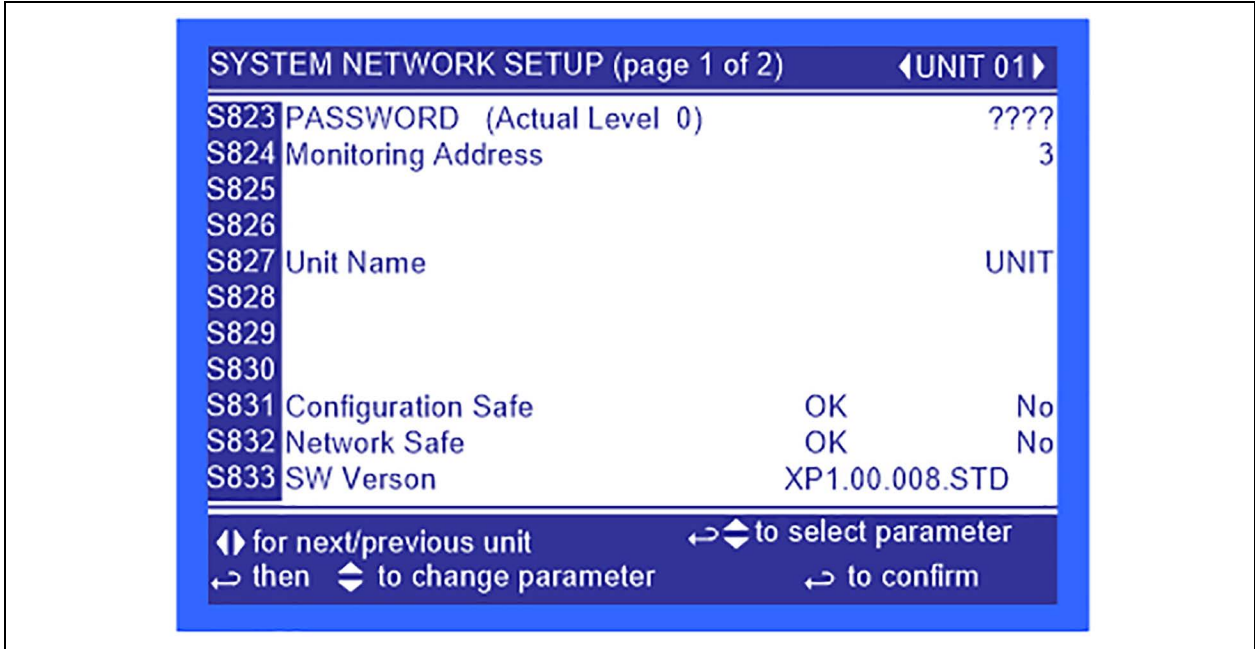 SYSTEM NETWORK SETUP (page 1 of 2) ◀UNIT 01▶
S823 PASSWORD (Actual Level 0) ????
S824 Monitoring Address 3
S825
S826
S827 Unit Name UNIT
S828
S829
S830
S831 Configuration Safe OK No
S832 Network Safe OK No
S833 SW Verson XP1.00.008.STD
◀▶ for next/previous unit ↵◆ to select parameter
↵ then ◆ to change parameter ↵ to confirm